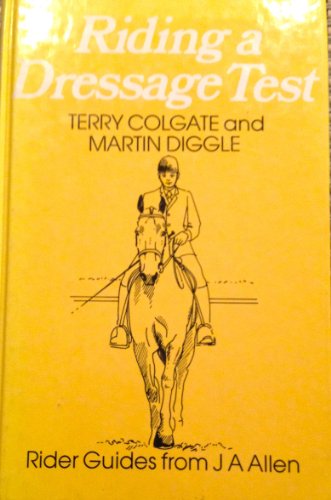 Riding a
Dressage Test
TERRY COLGATE and
MARTIN DIGGLE
Rider Guides from J A Allen